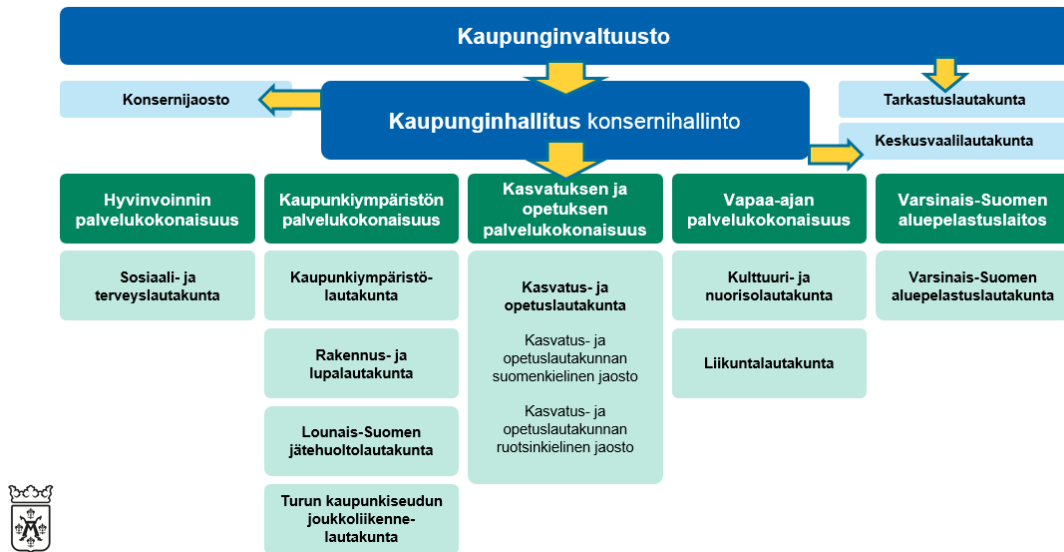 Kaupunginvaltuusto
Konsernijaosto
Kaupunginhallitus konsernihallinto
Tarkastuslautakunta
Keskusvaalilautakunta
Hyvinvoinnin
palvelukokonaisuus
Sosiaali- ja
terveyslautakunta
Kaupunkiympäristön
palvelukokonaisuus
Kaupunkiympäristö-
lautakunta
Rakennus- ja
lupalautakunta
Lounais-Suomen
jätehuoltolautakunta
Turun kaupunkiseudun
joukkoliikenne-
lautakunta
Kasvatuksen ja
opetuksen
palvelukokonaisuus
Kasvatus- ja
opetuslautakunta
Kasvatus- ja
opetuslautakunnan
suomenkielinen jaosto
Kasvatus- ja
opetuslautakunnan
ruotsinkielinen jaosto
Vapaa-ajan
palvelukokonaisuus
Kulttuuri- ja
nuorisolautakunta
Liikuntalautakunta
Varsinais-Suomen
aluepelastuslaitos
Varsinais-Suomen
aluepelastuslautakunta